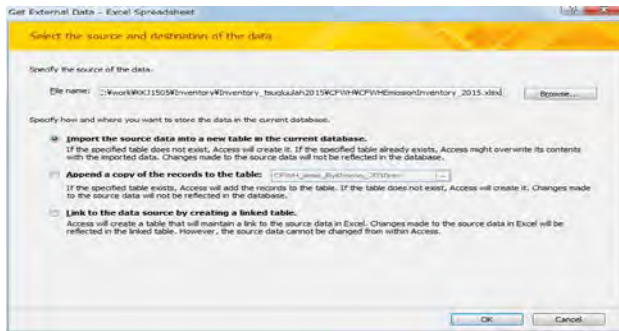 Get External Data - Excel Spreadsheet
Select the source and destination of the data
Specify the source of the data.
File name:
Browse...
Specify how and where you want to store the data in the current database.
Import the source data into a new table in the current database.
If the specified table does not exist, Access will create it. If the specified table already exists, Access might overwrite its contents
with the imported data. Changes made to the source data will not be reflected in the database.
Append a copy of the records to the table:
If the specified table exists, Access will add the records to the table. If the table does not exist, Access will create it. Changes made
to the source data will not be reflected in the database.
Link to the data source by creating a linked table.
Access will create a table that will maintain a link to the source data in Excel. Changes made to the source data in Excel will be
reflected in the linked table. However, the source data cannot be changed from within Access.
OK Cancel